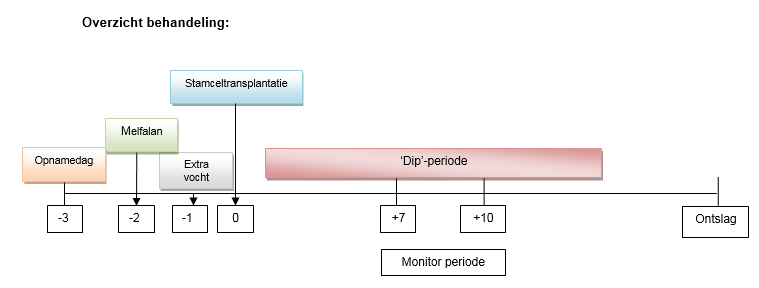 Overzicht behandeling:
Stamceltransplantatie
Melfalan
Opnamedag
Extra
vocht
‘Dip’-periode
-3
-2
-1
0
+7
+10
Ontslag
Monitor periode